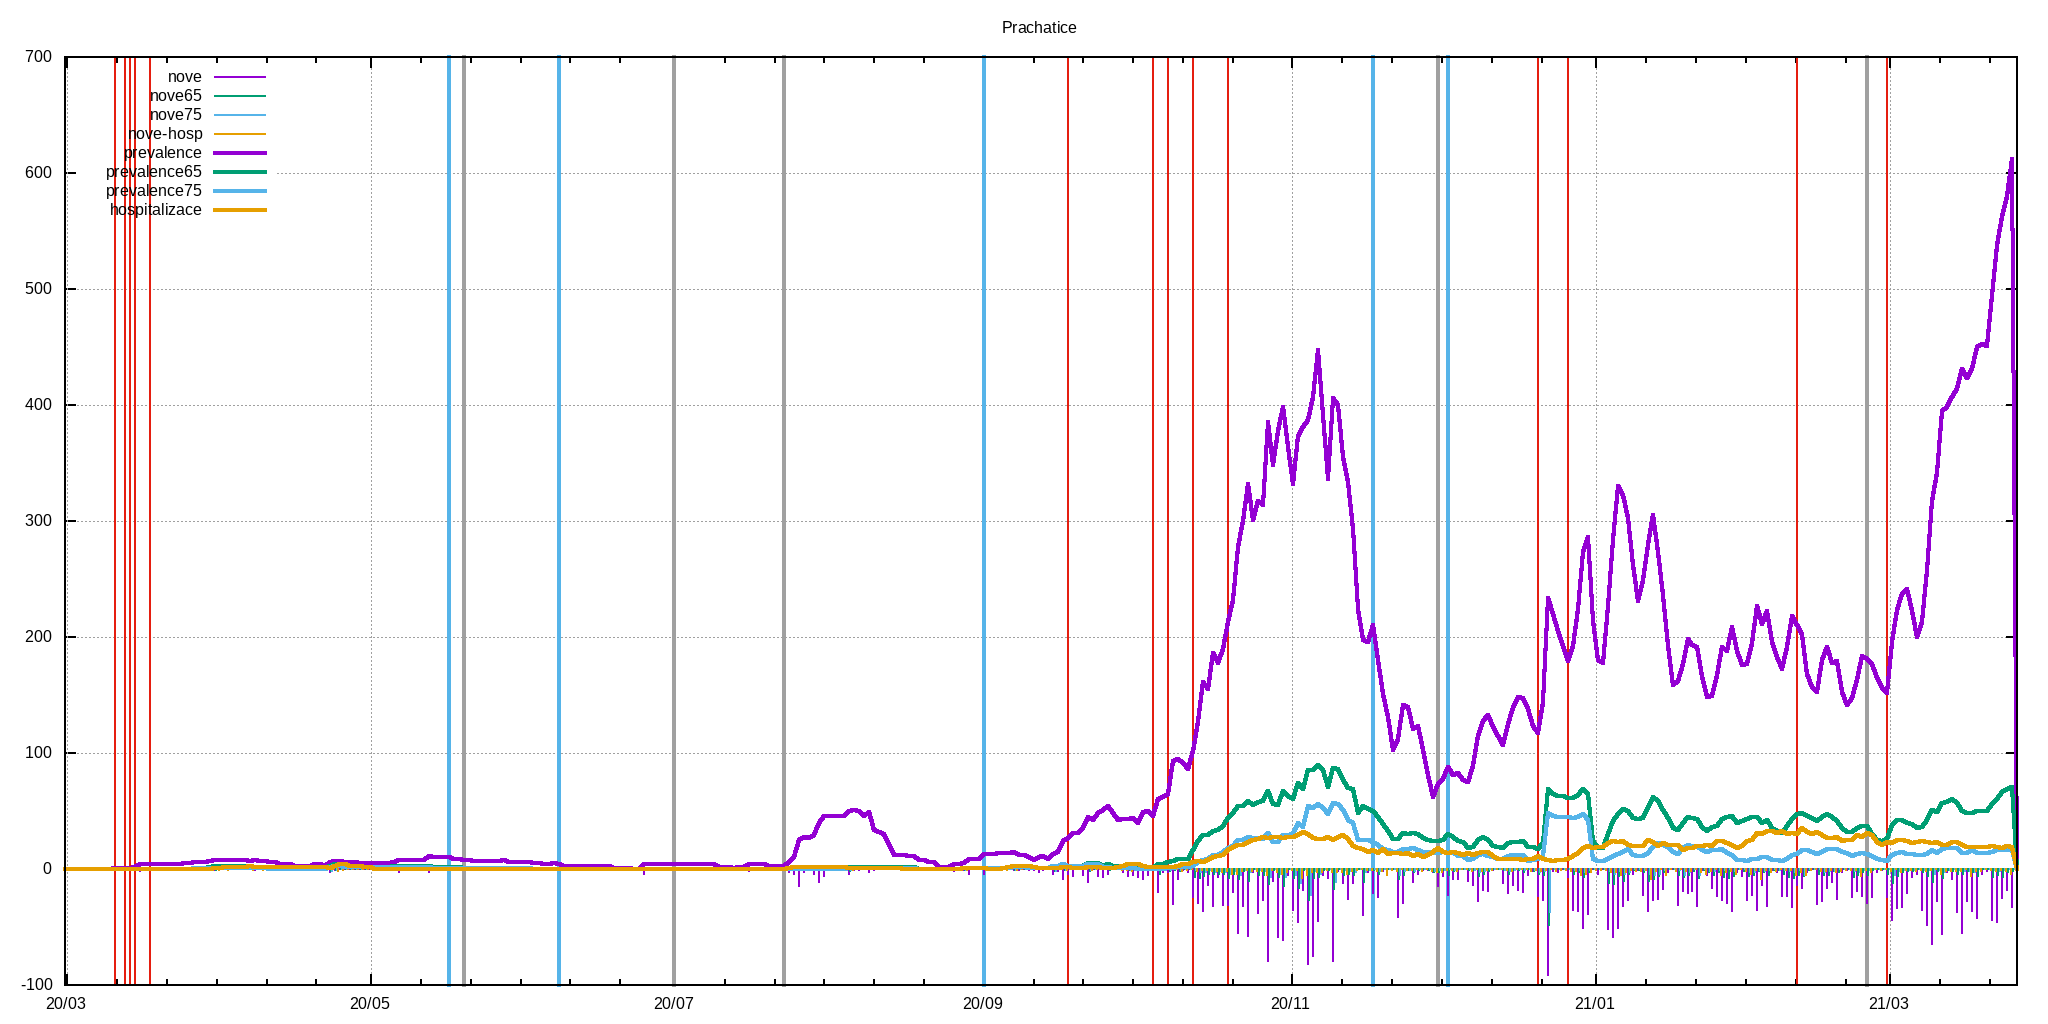 Prachatice
700
600
500
400
300
200
100
0
-100
nove
nove65
nove75
nove-hosp
prevalence
prevalence65
prevalence75
hospitalizace
20/03
20/05
20/07
20/09
20/11
21/01
21/03